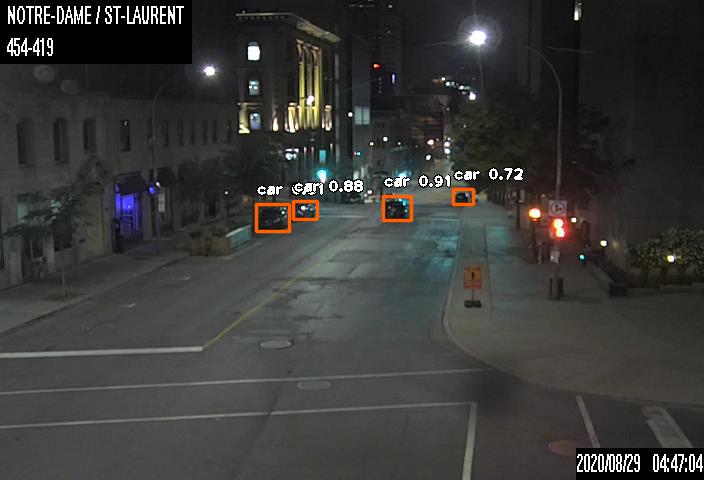 NOTRE-DAME / ST-LAURENT
454-419
car
car 0.88
car 0.91
car 0.72
2020/08/29 04:47:04